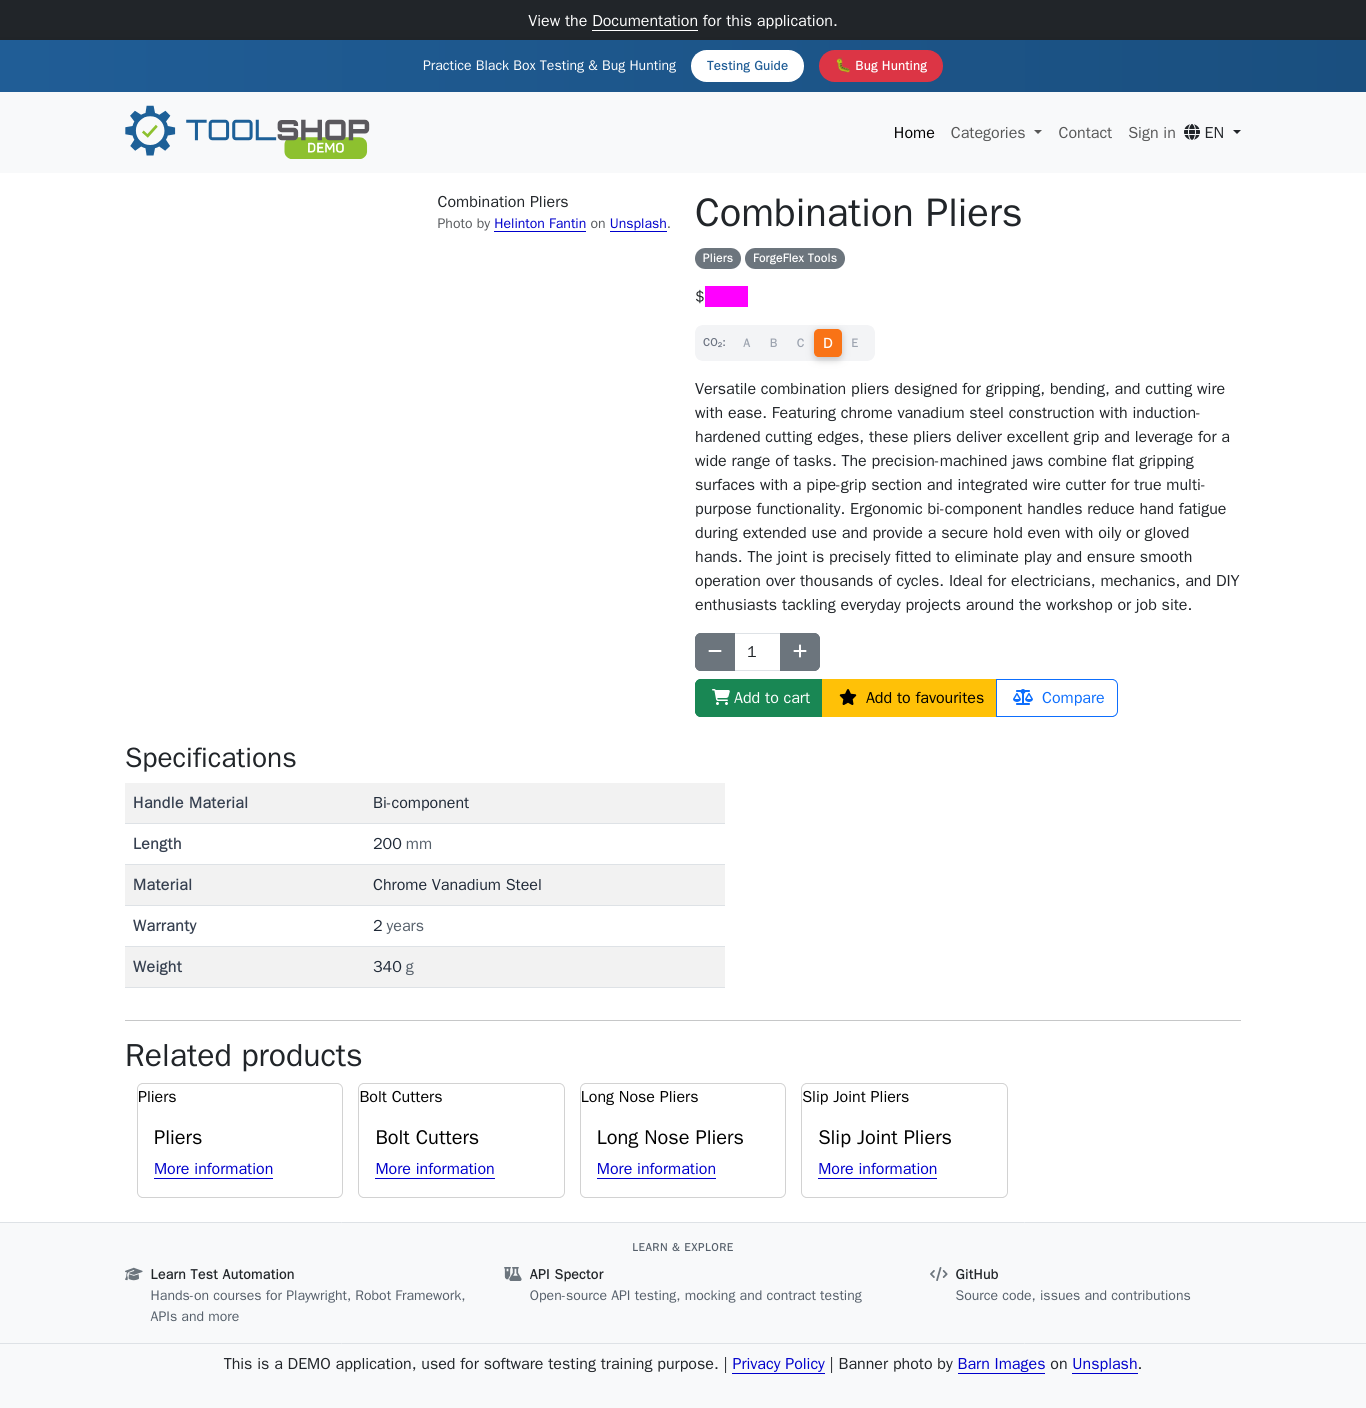 View the Documentation for this application.
Practice Black Box Testing & Bug Hunting Testing Guide Bug Hunting
TOOLSHOP DEMO
Home Categories Contact Sign in EN
Combination Pliers
Photo by Helinton Fantin on Unsplash.
Combination Pliers
Pliers ForgeFlex Tools
$
CO₂: A B C D E
Versatile combination pliers designed for gripping, bending, and cutting wire
with ease. Featuring chrome vanadium steel construction with induction-
hardened cutting edges, these pliers deliver excellent grip and leverage for a
wide range of tasks. The precision-machined jaws combine flat gripping
surfaces with a pipe-grip section and integrated wire cutter for true multi-
purpose functionality. Ergonomic bi-component handles reduce hand fatigue
during extended use and provide a secure hold even with oily or gloved
hands. The joint is precisely fitted to eliminate play and ensure smooth
operation over thousands of cycles. Ideal for electricians, mechanics, and DIY
enthusiasts tackling everyday projects around the workshop or job site.
1
Add to cart Add to favourites Compare
Specifications
Handle Material Bi-component
Length 200 mm
Material Chrome Vanadium Steel
Warranty 2 years
Weight 340 g
Related products
Pliers Bolt Cutters Long Nose Pliers Slip Joint Pliers
Pliers Bolt Cutters Long Nose Pliers Slip Joint Pliers
More information More information More information More information
LEARN & EXPLORE
Learn Test Automation
Hands-on courses for Playwright, Robot Framework,
APIs and more
API Spector
Open-source API testing, mocking and contract testing
GitHub
Source code, issues and contributions
This is a DEMO application, used for software testing training purpose. | Privacy Policy | Banner photo by Barn Images on Unsplash.